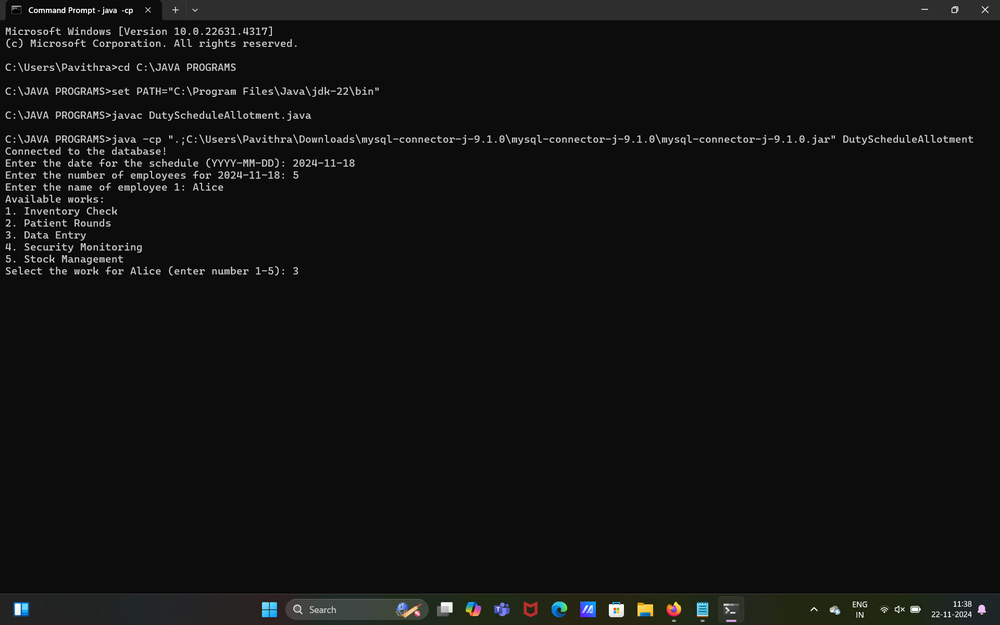 Command Prompt - java -cp
Microsoft Windows [Version 10.0.22631.4317]
(c) Microsoft Corporation. All rights reserved.
C:\Users\Pavithra>cd C:\JAVA PROGRAMS
C:\JAVA PROGRAMS>set PATH="C:\Program Files\Java\jdk-22\bin"
C:\JAVA PROGRAMS>javac DutyScheduleAllotment.java
C:\JAVA PROGRAMS>java -cp ".;C:\Users\Pavithra\Downloads\mysql-connector-j-9.1.0\mysql-connector-j-9.1.0\mysql-connector-j-9.1.0.jar" DutyScheduleAllotment
Connected to the database!
Enter the date for the schedule (YYYY-MM-DD): 2024-11-18
Enter the number of employees for 2024-11-18: 5
Enter the name of employee 1: Alice
Available works:
1. Inventory Check
2. Patient Rounds
3. Data Entry
4. Security Monitoring
5. Stock Management
Select the work for Alice (enter number 1-5): 3
Search
ENG
IN
11:38
22-11-2024